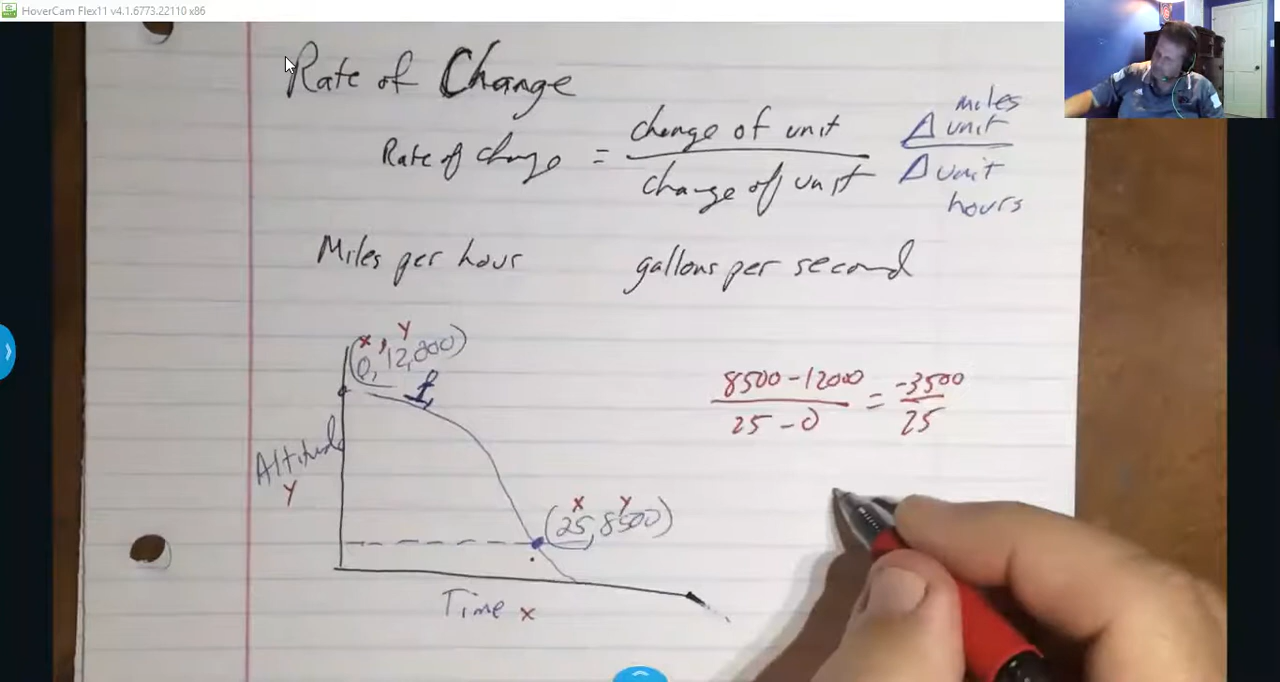 HoverCam Flex11 v4.1.6773.22110 x86
Rate of Change
Rate of change = change of unit / change of unit
miles
Δ unit
Δ unit
hours
Miles per hour
gallons per second
x, y
(0, 12,000)
8500 - 12000 / 25 - 0 = -3500 / 25
Altitude
y
x y
(25, 8500)
Time x